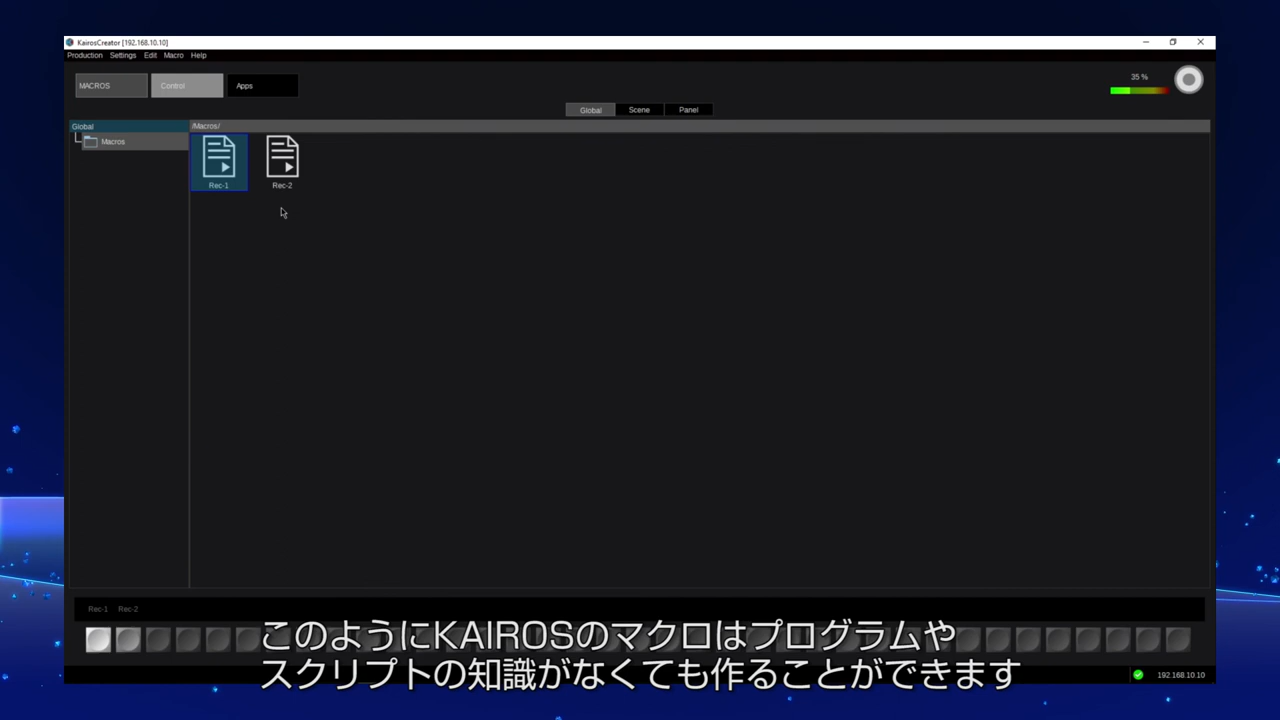 KairosCreator [192.168.10.10]
Production Settings Edit Macro Help
MACROS Control Apps
35 %
Global Scene Panel
Global
/Macros/
Macros
Rec-1 Rec-2
Rec-1 Rec-2
このようにKAIROSのマクロはプログラムや
スクリプトの知識がなくても作ることができます
192.168.10.10